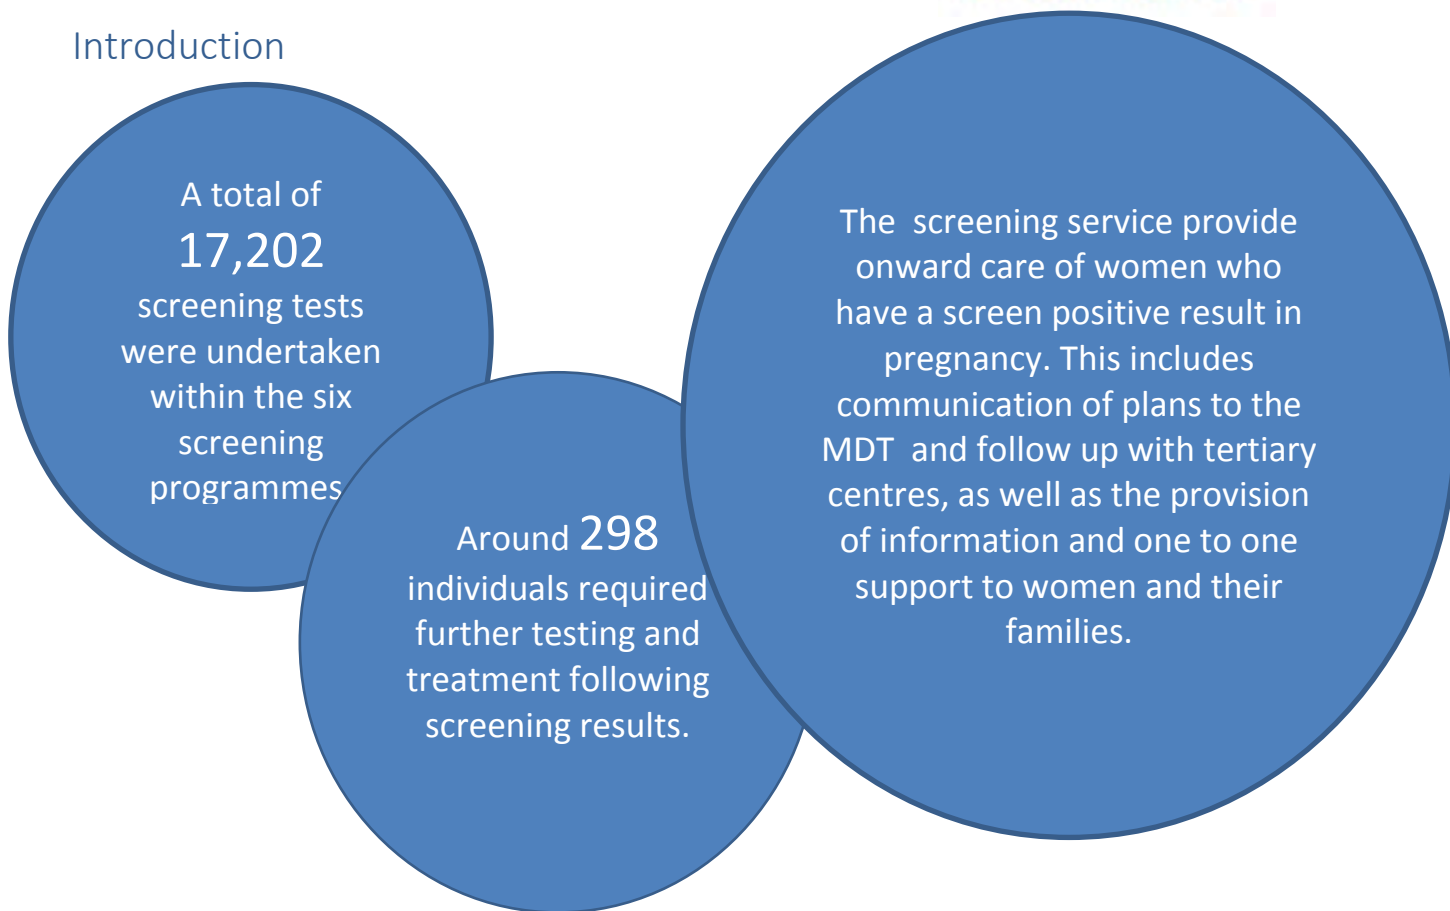 Introduction
A total of
17,202
screening tests
were undertaken
within the six
screening
programmes
Around 298
individuals required
further testing and
treatment following
screening results.
The  screening service provide
onward care of women who
have a screen positive result in
pregnancy. This includes
communication of plans to the
MDT  and follow up with tertiary
centres, as well as the provision
of information and one to one
support to women and their
families.